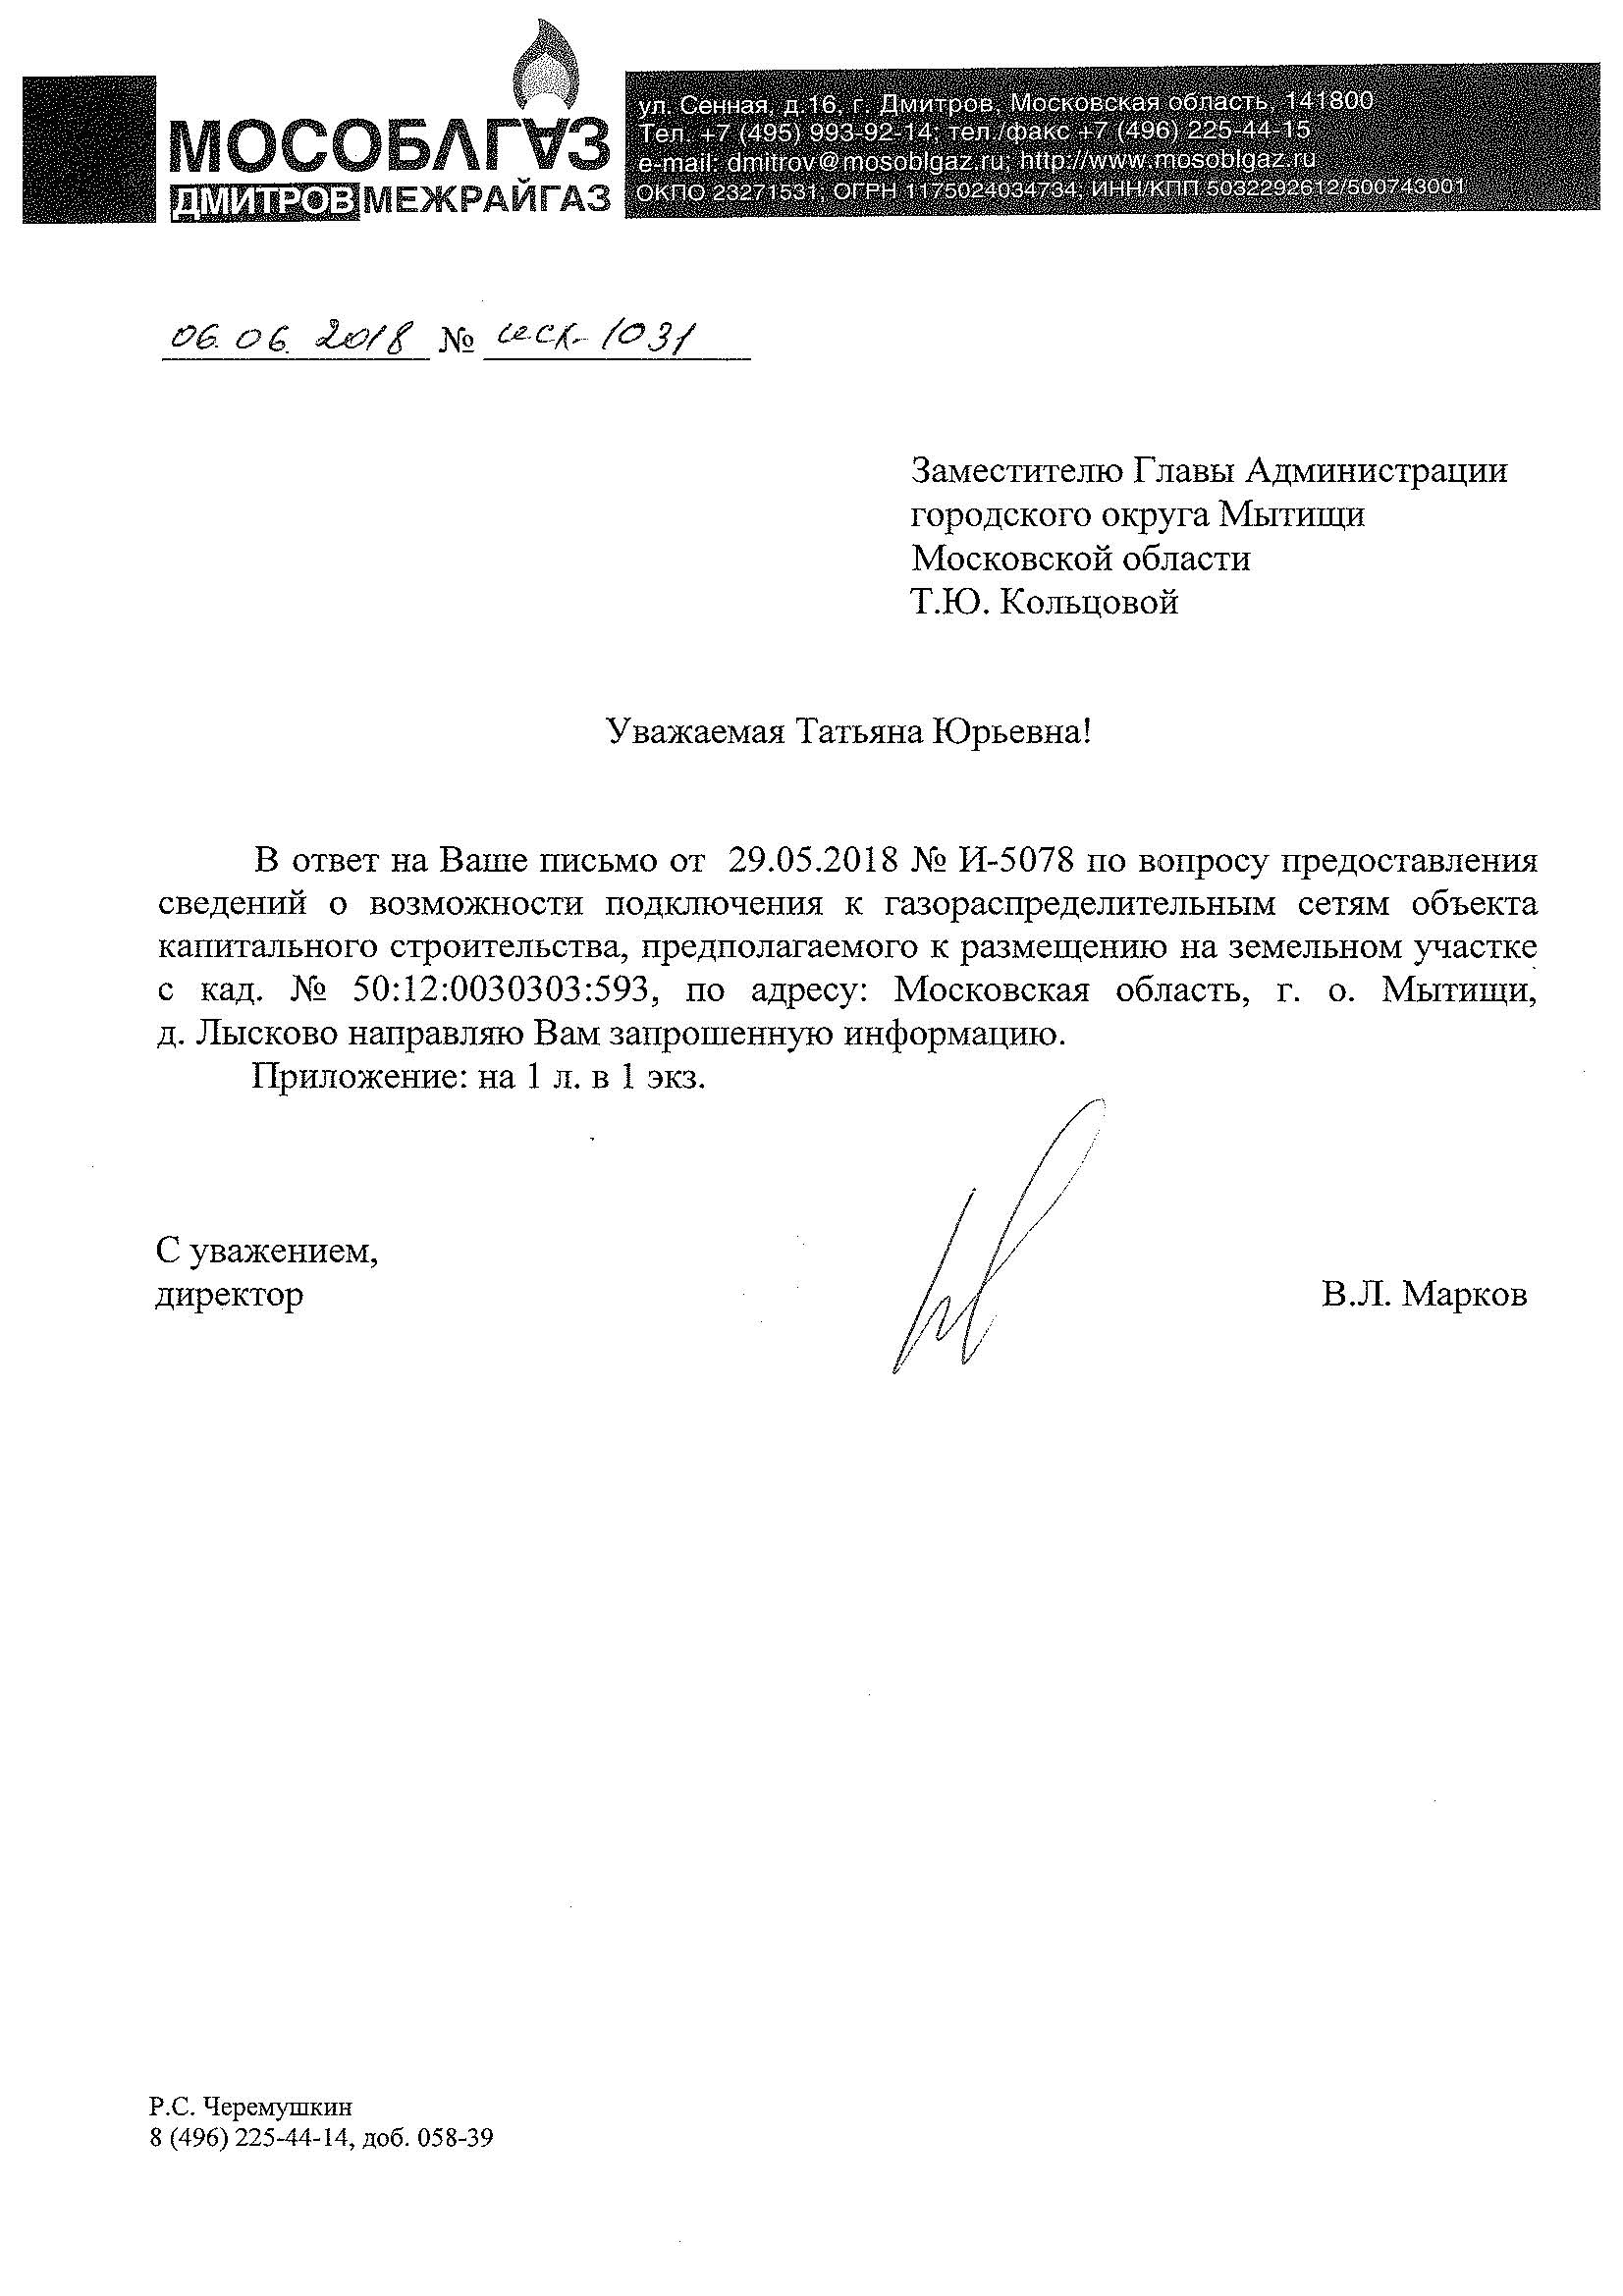 МОСОБЛГАЗ
ДМИТРОВМЕЖРАЙГАЗ
ул. Сенная, д.16, г. Дмитров, Московская область, 141800
Тел. +7 (495) 993-92-14; тел./факс +7 (496) 225-44-15
e-mail: dmitrov@mosoblgaz.ru; http://www.mosoblgaz.ru
ОКПО 23271531, ОГРН 1175024034734, ИНН/КПП 5032292612/500743001
06.06.2018 № исх-1031
Заместителю Главы Администрации
городского округа Мытищи
Московской области
Т.Ю. Кольцовой
Уважаемая Татьяна Юрьевна!
В ответ на Ваше письмо от 29.05.2018 № И-5078 по вопросу предоставления
сведений о возможности подключения к газораспределительным сетям объекта
капитального строительства, предполагаемого к размещению на земельном участке
с кад. № 50:12:0030303:593, по адресу: Московская область, г. о. Мытищи,
д. Лысково направляю Вам запрошенную информацию.
Приложение: на 1 л. в 1 экз.
С уважением,
директор
В.Л. Марков
Р.С. Черемушкин
8 (496) 225-44-14, доб. 058-39